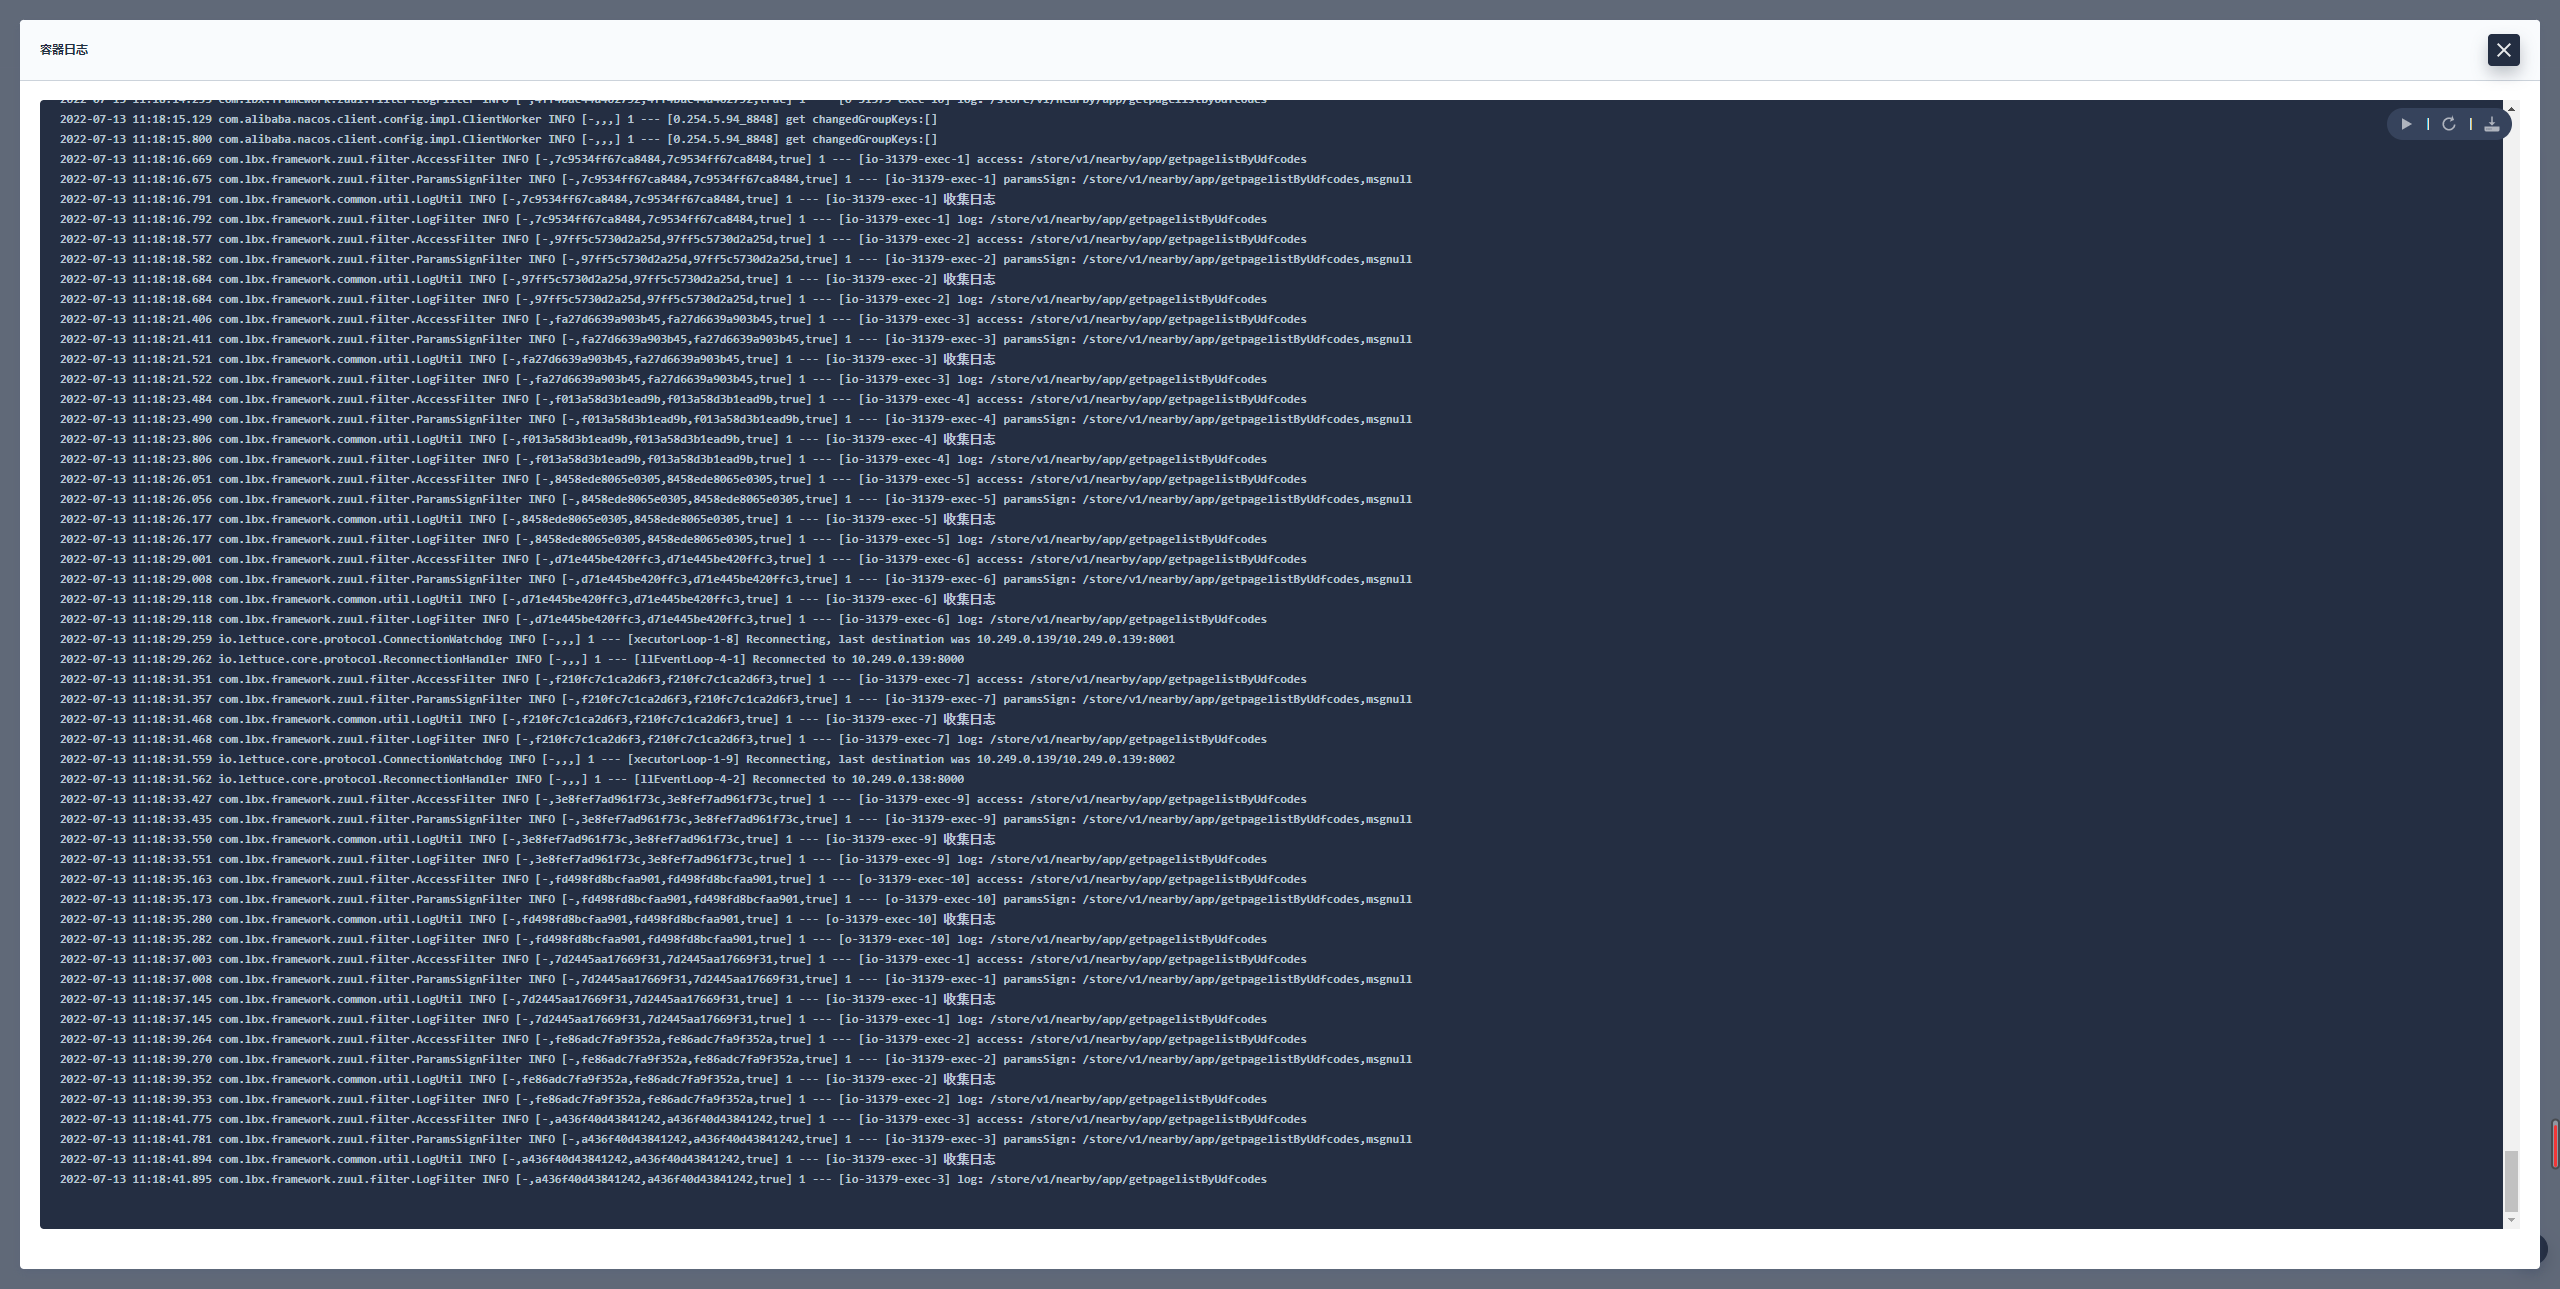 容器日志
2022-07-13 11:18:14.255 com.lbx.framework.zuul.filter.LogFilter INFO
2022-07-13 11:18:15.129 com.alibaba.nacos.client.config.impl.ClientWorker INFO [-,,,] 1 --- [0.254.5.94_8848] get changedGroupKeys:[]
2022-07-13 11:18:15.800 com.alibaba.nacos.client.config.impl.ClientWorker INFO [-,,,] 1 --- [0.254.5.94_8848] get changedGroupKeys:[]
2022-07-13 11:18:16.669 com.lbx.framework.zuul.filter.AccessFilter INFO [-,7c9534ff67ca8484,7c9534ff67ca8484,true] 1 --- [io-31379-exec-1] access: /store/v1/nearby/app/getpagelistByUdfcodes
2022-07-13 11:18:16.675 com.lbx.framework.zuul.filter.ParamsSignFilter INFO [-,7c9534ff67ca8484,7c9534ff67ca8484,true] 1 --- [io-31379-exec-1] paramsSign: /store/v1/nearby/app/getpagelistByUdfcodes,msgnull
2022-07-13 11:18:16.791 com.lbx.framework.common.util.LogUtil INFO [-,7c9534ff67ca8484,7c9534ff67ca8484,true] 1 --- [io-31379-exec-1] 收集日志
2022-07-13 11:18:16.792 com.lbx.framework.zuul.filter.LogFilter INFO [-,7c9534ff67ca8484,7c9534ff67ca8484,true] 1 --- [io-31379-exec-1] log: /store/v1/nearby/app/getpagelistByUdfcodes
2022-07-13 11:18:18.577 com.lbx.framework.zuul.filter.AccessFilter INFO [-,97ff5c5730d2a25d,97ff5c5730d2a25d,true] 1 --- [io-31379-exec-2] access: /store/v1/nearby/app/getpagelistByUdfcodes
2022-07-13 11:18:18.582 com.lbx.framework.zuul.filter.ParamsSignFilter INFO [-,97ff5c5730d2a25d,97ff5c5730d2a25d,true] 1 --- [io-31379-exec-2] paramsSign: /store/v1/nearby/app/getpagelistByUdfcodes,msgnull
2022-07-13 11:18:18.684 com.lbx.framework.common.util.LogUtil INFO [-,97ff5c5730d2a25d,97ff5c5730d2a25d,true] 1 --- [io-31379-exec-2] 收集日志
2022-07-13 11:18:18.684 com.lbx.framework.zuul.filter.LogFilter INFO [-,97ff5c5730d2a25d,97ff5c5730d2a25d,true] 1 --- [io-31379-exec-2] log: /store/v1/nearby/app/getpagelistByUdfcodes
2022-07-13 11:18:21.406 com.lbx.framework.zuul.filter.AccessFilter INFO [-,fa27d6639a903b45,fa27d6639a903b45,true] 1 --- [io-31379-exec-3] access: /store/v1/nearby/app/getpagelistByUdfcodes
2022-07-13 11:18:21.411 com.lbx.framework.zuul.filter.ParamsSignFilter INFO [-,fa27d6639a903b45,fa27d6639a903b45,true] 1 --- [io-31379-exec-3] paramsSign: /store/v1/nearby/app/getpagelistByUdfcodes,msgnull
2022-07-13 11:18:21.521 com.lbx.framework.common.util.LogUtil INFO [-,fa27d6639a903b45,fa27d6639a903b45,true] 1 --- [io-31379-exec-3] 收集日志
2022-07-13 11:18:21.522 com.lbx.framework.zuul.filter.LogFilter INFO [-,fa27d6639a903b45,fa27d6639a903b45,true] 1 --- [io-31379-exec-3] log: /store/v1/nearby/app/getpagelistByUdfcodes
2022-07-13 11:18:23.484 com.lbx.framework.zuul.filter.AccessFilter INFO [-,f013a58d3b1ead9b,f013a58d3b1ead9b,true] 1 --- [io-31379-exec-4] access: /store/v1/nearby/app/getpagelistByUdfcodes
2022-07-13 11:18:23.490 com.lbx.framework.zuul.filter.ParamsSignFilter INFO [-,f013a58d3b1ead9b,f013a58d3b1ead9b,true] 1 --- [io-31379-exec-4] paramsSign: /store/v1/nearby/app/getpagelistByUdfcodes,msgnull
2022-07-13 11:18:23.806 com.lbx.framework.common.util.LogUtil INFO [-,f013a58d3b1ead9b,f013a58d3b1ead9b,true] 1 --- [io-31379-exec-4] 收集日志
2022-07-13 11:18:23.806 com.lbx.framework.zuul.filter.LogFilter INFO [-,f013a58d3b1ead9b,f013a58d3b1ead9b,true] 1 --- [io-31379-exec-4] log: /store/v1/nearby/app/getpagelistByUdfcodes
2022-07-13 11:18:26.051 com.lbx.framework.zuul.filter.AccessFilter INFO [-,8458ede8065e0305,8458ede8065e0305,true] 1 --- [io-31379-exec-5] access: /store/v1/nearby/app/getpagelistByUdfcodes
2022-07-13 11:18:26.056 com.lbx.framework.zuul.filter.ParamsSignFilter INFO [-,8458ede8065e0305,8458ede8065e0305,true] 1 --- [io-31379-exec-5] paramsSign: /store/v1/nearby/app/getpagelistByUdfcodes,msgnull
2022-07-13 11:18:26.177 com.lbx.framework.common.util.LogUtil INFO [-,8458ede8065e0305,8458ede8065e0305,true] 1 --- [io-31379-exec-5] 收集日志
2022-07-13 11:18:26.177 com.lbx.framework.zuul.filter.LogFilter INFO [-,8458ede8065e0305,8458ede8065e0305,true] 1 --- [io-31379-exec-5] log: /store/v1/nearby/app/getpagelistByUdfcodes
2022-07-13 11:18:29.001 com.lbx.framework.zuul.filter.AccessFilter INFO [-,d71e445be420ffc3,d71e445be420ffc3,true] 1 --- [io-31379-exec-6] access: /store/v1/nearby/app/getpagelistByUdfcodes
2022-07-13 11:18:29.008 com.lbx.framework.zuul.filter.ParamsSignFilter INFO [-,d71e445be420ffc3,d71e445be420ffc3,true] 1 --- [io-31379-exec-6] paramsSign: /store/v1/nearby/app/getpagelistByUdfcodes,msgnull
2022-07-13 11:18:29.118 com.lbx.framework.common.util.LogUtil INFO [-,d71e445be420ffc3,d71e445be420ffc3,true] 1 --- [io-31379-exec-6] 收集日志
2022-07-13 11:18:29.118 com.lbx.framework.zuul.filter.LogFilter INFO [-,d71e445be420ffc3,d71e445be420ffc3,true] 1 --- [io-31379-exec-6] log: /store/v1/nearby/app/getpagelistByUdfcodes
2022-07-13 11:18:29.259 io.lettuce.core.protocol.ConnectionWatchdog INFO [-,,,] 1 --- [xecutorLoop-1-8] Reconnecting, last destination was 10.249.0.139/10.249.0.139:8001
2022-07-13 11:18:29.262 io.lettuce.core.protocol.ReconnectionHandler INFO [-,,,] 1 --- [llEventLoop-4-1] Reconnected to 10.249.0.139:8000
2022-07-13 11:18:31.351 com.lbx.framework.zuul.filter.AccessFilter INFO [-,f210fc7c1ca2d6f3,f210fc7c1ca2d6f3,true] 1 --- [io-31379-exec-7] access: /store/v1/nearby/app/getpagelistByUdfcodes
2022-07-13 11:18:31.357 com.lbx.framework.zuul.filter.ParamsSignFilter INFO [-,f210fc7c1ca2d6f3,f210fc7c1ca2d6f3,true] 1 --- [io-31379-exec-7] paramsSign: /store/v1/nearby/app/getpagelistByUdfcodes,msgnull
2022-07-13 11:18:31.468 com.lbx.framework.common.util.LogUtil INFO [-,f210fc7c1ca2d6f3,f210fc7c1ca2d6f3,true] 1 --- [io-31379-exec-7] 收集日志
2022-07-13 11:18:31.468 com.lbx.framework.zuul.filter.LogFilter INFO [-,f210fc7c1ca2d6f3,f210fc7c1ca2d6f3,true] 1 --- [io-31379-exec-7] log: /store/v1/nearby/app/getpagelistByUdfcodes
2022-07-13 11:18:31.559 io.lettuce.core.protocol.ConnectionWatchdog INFO [-,,,] 1 --- [xecutorLoop-1-9] Reconnecting, last destination was 10.249.0.139/10.249.0.139:8002
2022-07-13 11:18:31.562 io.lettuce.core.protocol.ReconnectionHandler INFO [-,,,] 1 --- [llEventLoop-4-2] Reconnected to 10.249.0.138:8000
2022-07-13 11:18:33.427 com.lbx.framework.zuul.filter.AccessFilter INFO [-,3e8fef7ad961f73c,3e8fef7ad961f73c,true] 1 --- [io-31379-exec-9] access: /store/v1/nearby/app/getpagelistByUdfcodes
2022-07-13 11:18:33.435 com.lbx.framework.zuul.filter.ParamsSignFilter INFO [-,3e8fef7ad961f73c,3e8fef7ad961f73c,true] 1 --- [io-31379-exec-9] paramsSign: /store/v1/nearby/app/getpagelistByUdfcodes,msgnull
2022-07-13 11:18:33.550 com.lbx.framework.common.util.LogUtil INFO [-,3e8fef7ad961f73c,3e8fef7ad961f73c,true] 1 --- [io-31379-exec-9] 收集日志
2022-07-13 11:18:33.551 com.lbx.framework.zuul.filter.LogFilter INFO [-,3e8fef7ad961f73c,3e8fef7ad961f73c,true] 1 --- [io-31379-exec-9] log: /store/v1/nearby/app/getpagelistByUdfcodes
2022-07-13 11:18:35.163 com.lbx.framework.zuul.filter.AccessFilter INFO [-,fd498fd8bcfaa901,fd498fd8bcfaa901,true] 1 --- [o-31379-exec-10] access: /store/v1/nearby/app/getpagelistByUdfcodes
2022-07-13 11:18:35.173 com.lbx.framework.zuul.filter.ParamsSignFilter INFO [-,fd498fd8bcfaa901,fd498fd8bcfaa901,true] 1 --- [o-31379-exec-10] paramsSign: /store/v1/nearby/app/getpagelistByUdfcodes,msgnull
2022-07-13 11:18:35.280 com.lbx.framework.common.util.LogUtil INFO [-,fd498fd8bcfaa901,fd498fd8bcfaa901,true] 1 --- [o-31379-exec-10] 收集日志
2022-07-13 11:18:35.282 com.lbx.framework.zuul.filter.LogFilter INFO [-,fd498fd8bcfaa901,fd498fd8bcfaa901,true] 1 --- [o-31379-exec-10] log: /store/v1/nearby/app/getpagelistByUdfcodes
2022-07-13 11:18:37.003 com.lbx.framework.zuul.filter.AccessFilter INFO [-,7d2445aa17669f31,7d2445aa17669f31,true] 1 --- [io-31379-exec-1] access: /store/v1/nearby/app/getpagelistByUdfcodes
2022-07-13 11:18:37.008 com.lbx.framework.zuul.filter.ParamsSignFilter INFO [-,7d2445aa17669f31,7d2445aa17669f31,true] 1 --- [io-31379-exec-1] paramsSign: /store/v1/nearby/app/getpagelistByUdfcodes,msgnull
2022-07-13 11:18:37.145 com.lbx.framework.common.util.LogUtil INFO [-,7d2445aa17669f31,7d2445aa17669f31,true] 1 --- [io-31379-exec-1] 收集日志
2022-07-13 11:18:37.145 com.lbx.framework.zuul.filter.LogFilter INFO [-,7d2445aa17669f31,7d2445aa17669f31,true] 1 --- [io-31379-exec-1] log: /store/v1/nearby/app/getpagelistByUdfcodes
2022-07-13 11:18:39.264 com.lbx.framework.zuul.filter.AccessFilter INFO [-,fe86adc7fa9f352a,fe86adc7fa9f352a,true] 1 --- [io-31379-exec-2] access: /store/v1/nearby/app/getpagelistByUdfcodes
2022-07-13 11:18:39.270 com.lbx.framework.zuul.filter.ParamsSignFilter INFO [-,fe86adc7fa9f352a,fe86adc7fa9f352a,true] 1 --- [io-31379-exec-2] paramsSign: /store/v1/nearby/app/getpagelistByUdfcodes,msgnull
2022-07-13 11:18:39.352 com.lbx.framework.common.util.LogUtil INFO [-,fe86adc7fa9f352a,fe86adc7fa9f352a,true] 1 --- [io-31379-exec-2] 收集日志
2022-07-13 11:18:39.353 com.lbx.framework.zuul.filter.LogFilter INFO [-,fe86adc7fa9f352a,fe86adc7fa9f352a,true] 1 --- [io-31379-exec-2] log: /store/v1/nearby/app/getpagelistByUdfcodes
2022-07-13 11:18:41.775 com.lbx.framework.zuul.filter.AccessFilter INFO [-,a436f40d43841242,a436f40d43841242,true] 1 --- [io-31379-exec-3] access: /store/v1/nearby/app/getpagelistByUdfcodes
2022-07-13 11:18:41.781 com.lbx.framework.zuul.filter.ParamsSignFilter INFO [-,a436f40d43841242,a436f40d43841242,true] 1 --- [io-31379-exec-3] paramsSign: /store/v1/nearby/app/getpagelistByUdfcodes,msgnull
2022-07-13 11:18:41.894 com.lbx.framework.common.util.LogUtil INFO [-,a436f40d43841242,a436f40d43841242,true] 1 --- [io-31379-exec-3] 收集日志
2022-07-13 11:18:41.895 com.lbx.framework.zuul.filter.LogFilter INFO [-,a436f40d43841242,a436f40d43841242,true] 1 --- [io-31379-exec-3] log: /store/v1/nearby/app/getpagelistByUdfcodes